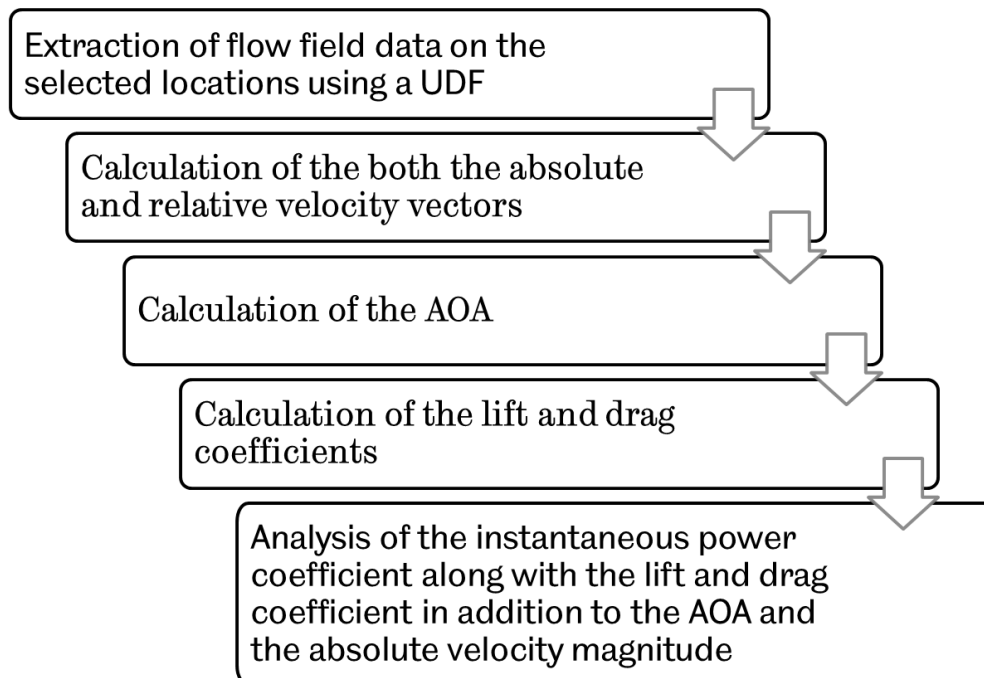 Extraction of flow field data on the
selected locations using a UDF
Calculation of the both the absolute
and relative velocity vectors
Calculation of the AOA
Calculation of the lift and drag
coefficients
Analysis of the instantaneous power
coefficient along with the lift and drag
coefficient in addition to the AOA and
the absolute velocity magnitude